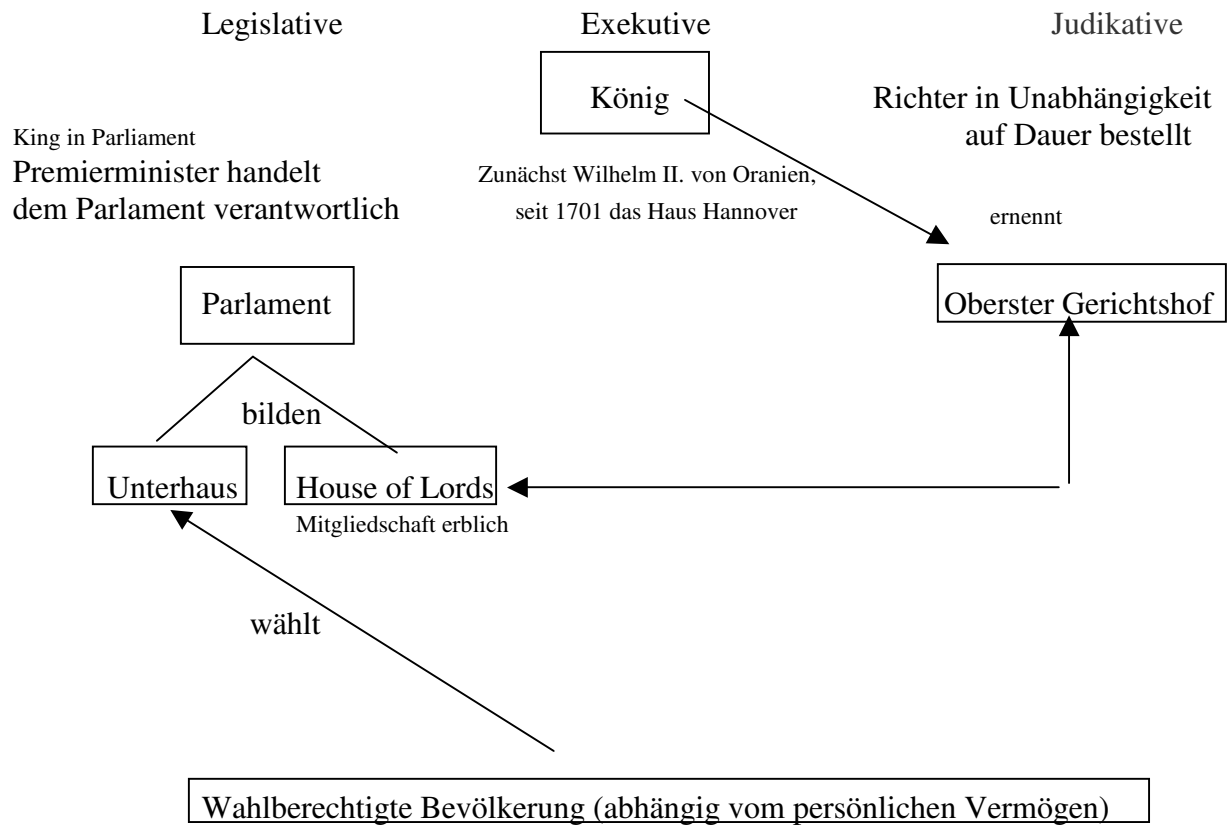 Legislative Exekutive Judikative
König
Richter in Unabhängigkeit
auf Dauer bestellt
King in Parliament
Premierminister handelt
dem Parlament verantwortlich
Zunächst Wilhelm II. von Oranien,
seit 1701 das Haus Hannover
ernennt
Parlament
Oberster Gerichtshof
bilden
Unterhaus
House of Lords
Mitgliedschaft erblich
wählt
Wahlberechtigte Bevölkerung (abhängig vom persönlichen Vermögen)